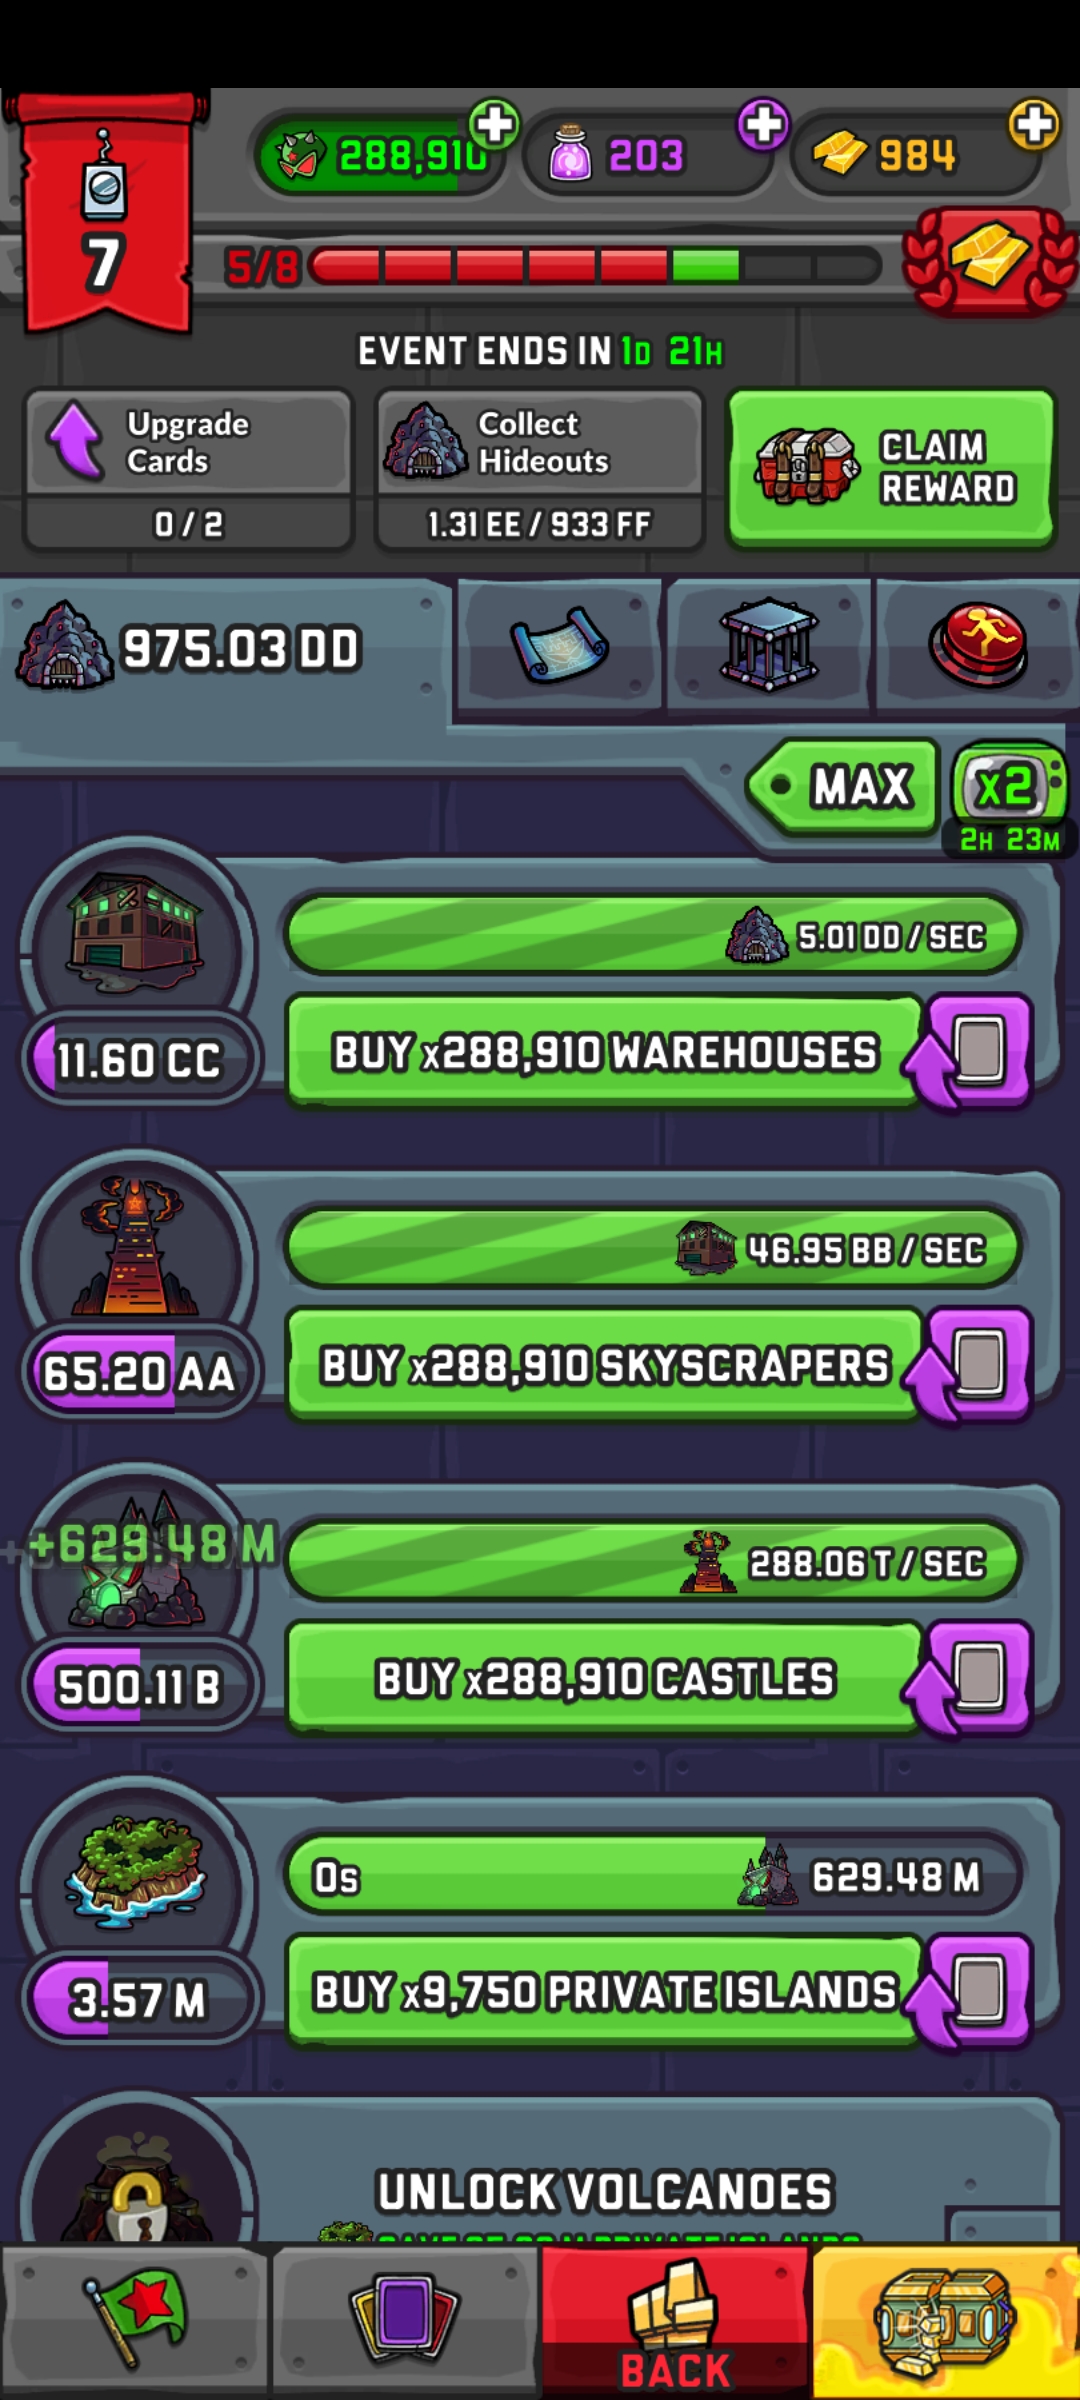 288,910
203
984
7
5/8
EVENT ENDS IN 1D 21H
Upgrade
Cards
0 / 2
Collect
Hideouts
1.31 EE / 933 FF
CLAIM
REWARD
975.03 DD
MAX
x2
2H 23M
5.01 DD / SEC
11.60 CC
BUY x288,910 WAREHOUSES
46.95 BB / SEC
65.20 AA
BUY x288,910 SKYSCRAPERS
+629.48 M
288.06 T / SEC
500.11 B
BUY x288,910 CASTLES
0s
629.48 M
3.57 M
BUY x9,750 PRIVATE ISLANDS
UNLOCK VOLCANOES
BACK